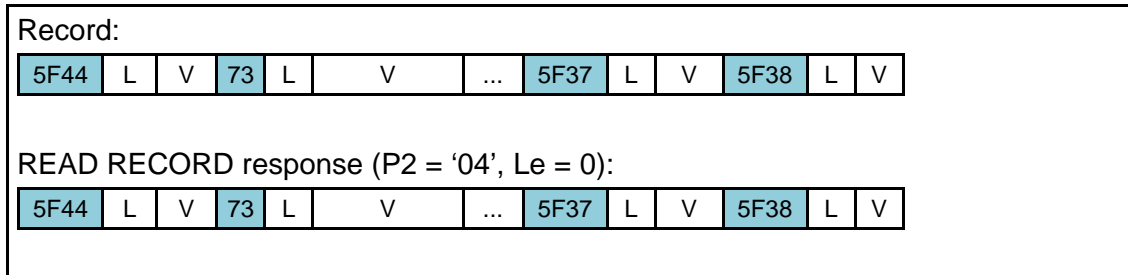 Record:
5F44 L V 73 L V ... 5F37 L V 5F38 L V
READ RECORD response (P2 = ‘04’, Le = 0):
5F44 L V 73 L V ... 5F37 L V 5F38 L V